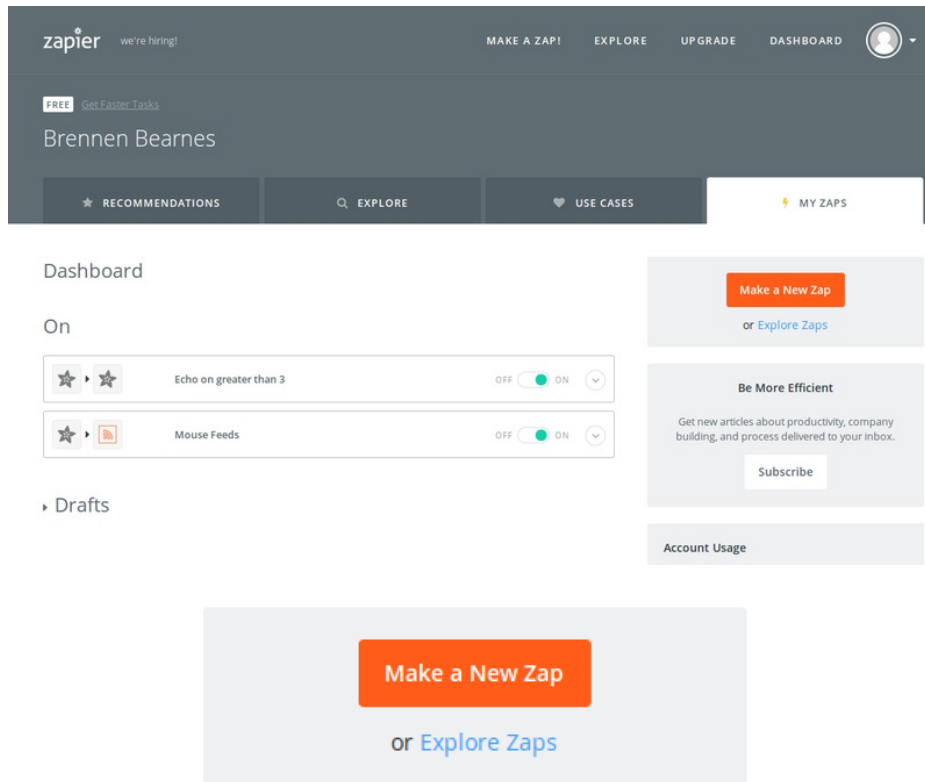 zapier we're hiring! MAKE A ZAP! EXPLORE UPGRADE DASHBOARD
FREE Get Faster Tasks
Brennen Bearnes
RECOMMENDATIONS EXPLORE USE CASES MY ZAPS
Dashboard
On
Echo on greater than 3 OFF ON
Mouse Feeds OFF ON
Drafts
Make a New Zap
or Explore Zaps
Be More Efficient
Get new articles about productivity, company
building, and process delivered to your inbox.
Subscribe
Account Usage
Make a New Zap
or Explore Zaps